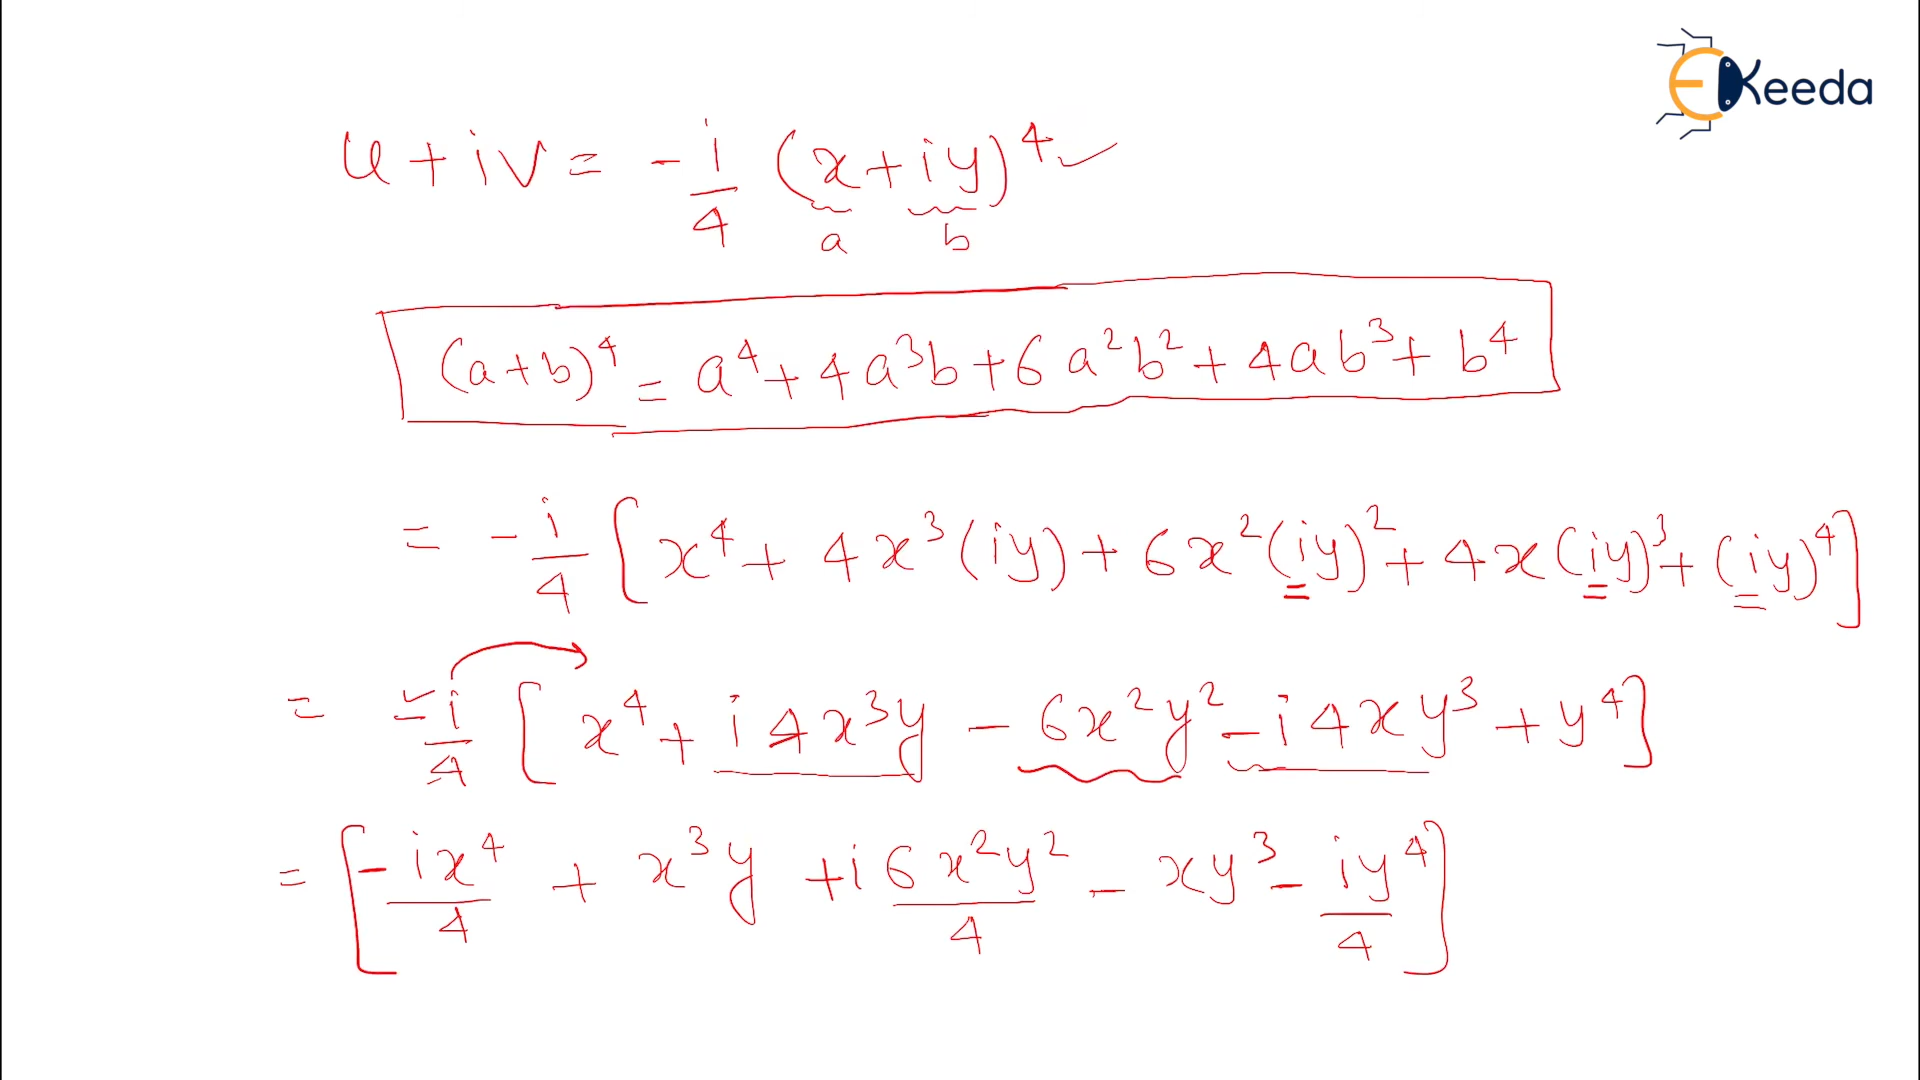 EKeeda
u + iv = - i/4 (x + iy)^4 ✓
a b
(a+b)^4 = a^4 + 4a^3b + 6a^2b^2 + 4ab^3 + b^4
= - i/4 [x^4 + 4x^3(iy) + 6x^2(iy)^2 + 4x(iy)^3 + (iy)^4]
= - i/4 [x^4 + i4x^3y - 6x^2y^2 - i4xy^3 + y^4]
= [- ix^4/4 + x^3y + i 6x^2y^2/4 - xy^3 - iy^4/4]